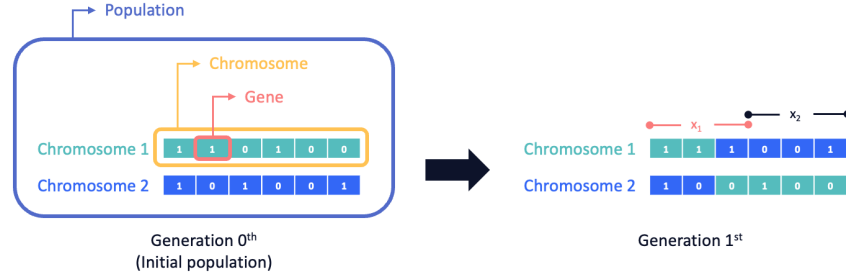 Population
Chromosome
Gene
Chromosome 1 1 1 0 1 0 0
Chromosome 2 1 0 1 0 0 1
Generation 0th
(Initial population)
x1 x2
Chromosome 1 1 1 1 0 0 1
Chromosome 2 1 0 0 1 0 0
Generation 1st